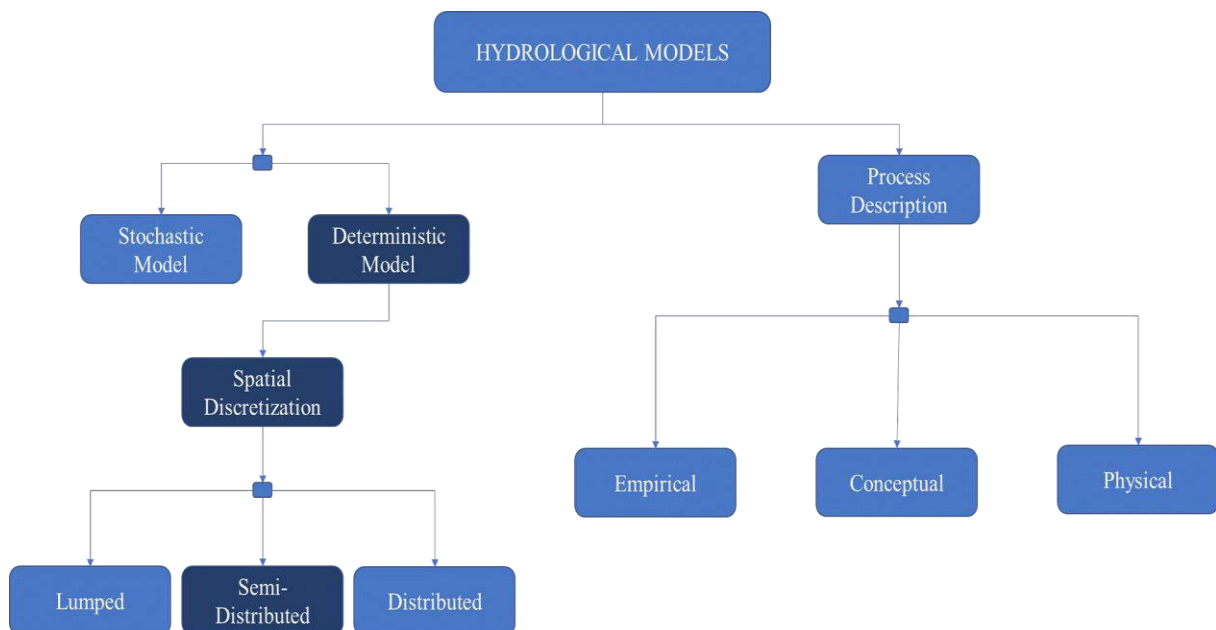 HYDROLOGICAL MODELS
Process
Description
Stochastic
Model
Deterministic
Model
Spatial
Discretization
Empirical
Conceptual
Physical
Lumped
Semi-
Distributed
Distributed